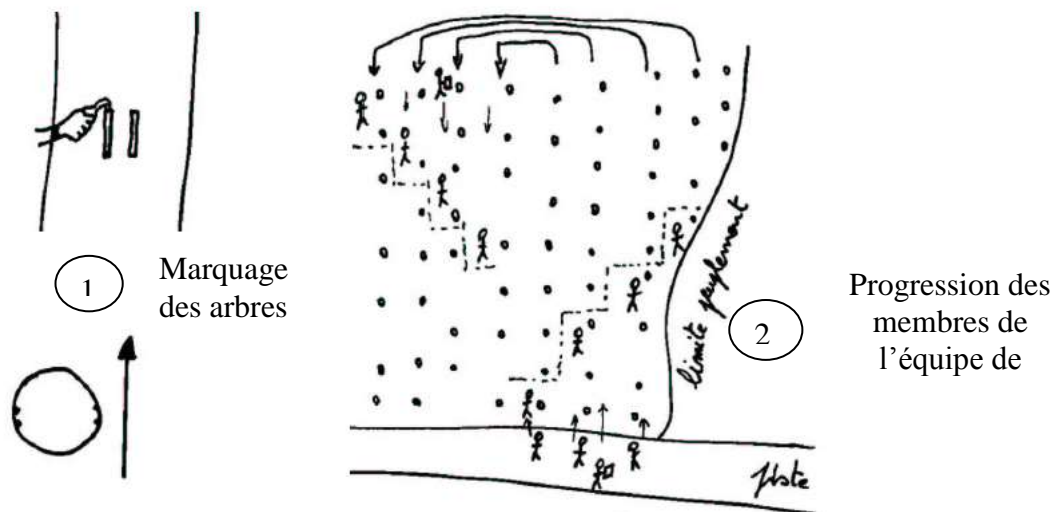 1
Marquage
des arbres
limite peuplement
2
Progression des
membres de
l'équipe de
piste